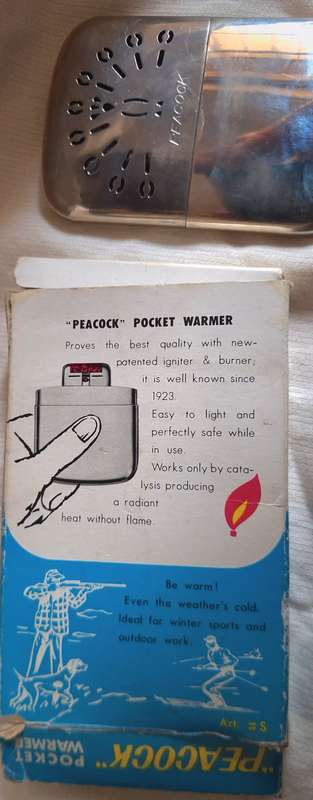 PEACOCK
"PEACOCK" POCKET WARMER
Proves the best quality with new-
patented igniter & burner;
it is well known since
1923.
Easy to light and
perfectly safe while
in use.
Works only by cata-
lysis producing
a radiant
heat without flame.
Be warm!
Even the weather's cold.
Ideal for winter sports and
outdoor work.
Art. #S
"PEACOCK"
POCKET
WARMER